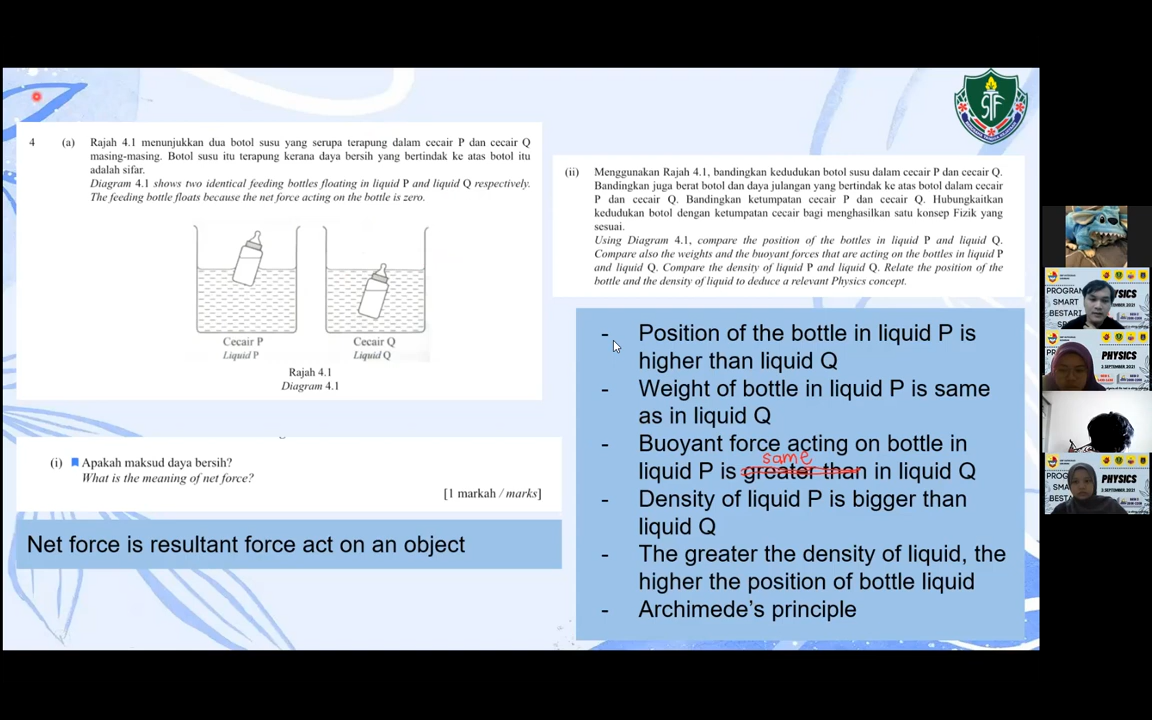 4 (a) Rajah 4.1 menunjukkan dua botol susu yang serupa terapung dalam cecair P dan cecair Q
masing-masing. Botol susu itu terapung kerana daya bersih yang bertindak ke atas botol itu
adalah sifar.
Diagram 4.1 shows two identical feeding bottles floating in liquid P and liquid Q respectively.
The feeding bottle floats because the net force acting on the bottle is zero.
Cecair P
Liquid P
Cecair Q
Liquid Q
Rajah 4.1
Diagram 4.1
(i) Apakah maksud daya bersih?
What is the meaning of net force?
[1 markah / marks]
Net force is resultant force act on an object
STF
(ii) Menggunakan Rajah 4.1, bandingkan kedudukan botol susu dalam cecair P dan cecair Q.
Bandingkan juga berat botol dan daya julangan yang bertindak ke atas botol dalam cecair
P dan cecair Q. Bandingkan ketumpatan cecair P dan cecair Q. Hubungkaitkan
kedudukan botol dengan ketumpatan cecair bagi menghasilkan satu konsep Fizik yang
sesuai.
Using Diagram 4.1, compare the position of the bottles in liquid P and liquid Q.
Compare also the weights and the buoyant forces that are acting on the bottles in liquid P
and liquid Q. Compare the density of liquid P and liquid Q. Relate the position of the
bottle and the density of liquid to deduce a relevant Physics concept.
- Position of the bottle in liquid P is
higher than liquid Q
- Weight of bottle in liquid P is same
as in liquid Q
- Buoyant force acting on bottle in
same
liquid P is greater than in liquid Q
- Density of liquid P is bigger than
liquid Q
- The greater the density of liquid, the
higher the position of bottle liquid
- Archimede's principle
PROGRAM
SMART
BESTARI
PHYSICS
2 SEPTEMBER 2021
PHYSICS